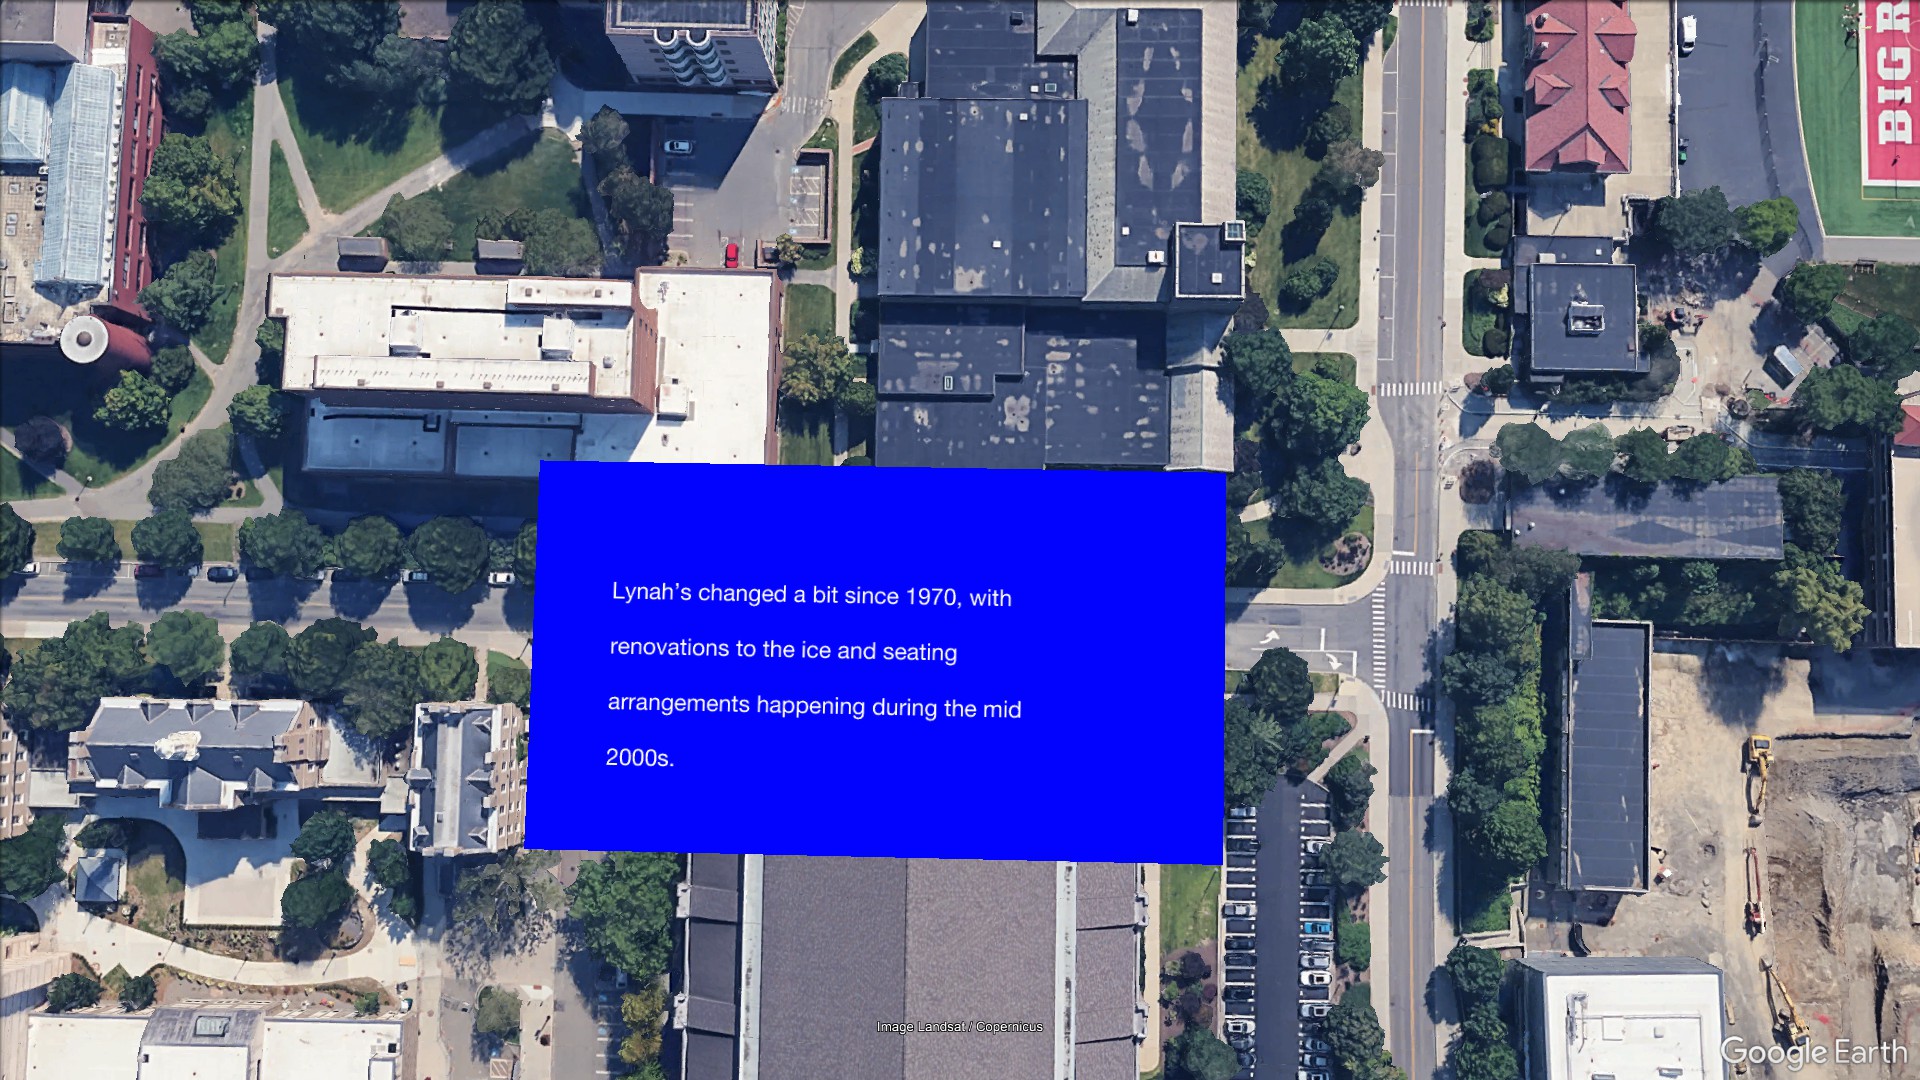 BIG R
Lynah's changed a bit since 1970, with
renovations to the ice and seating
arrangements happening during the mid
2000s.
Image Landsat / Copernicus
Google Earth